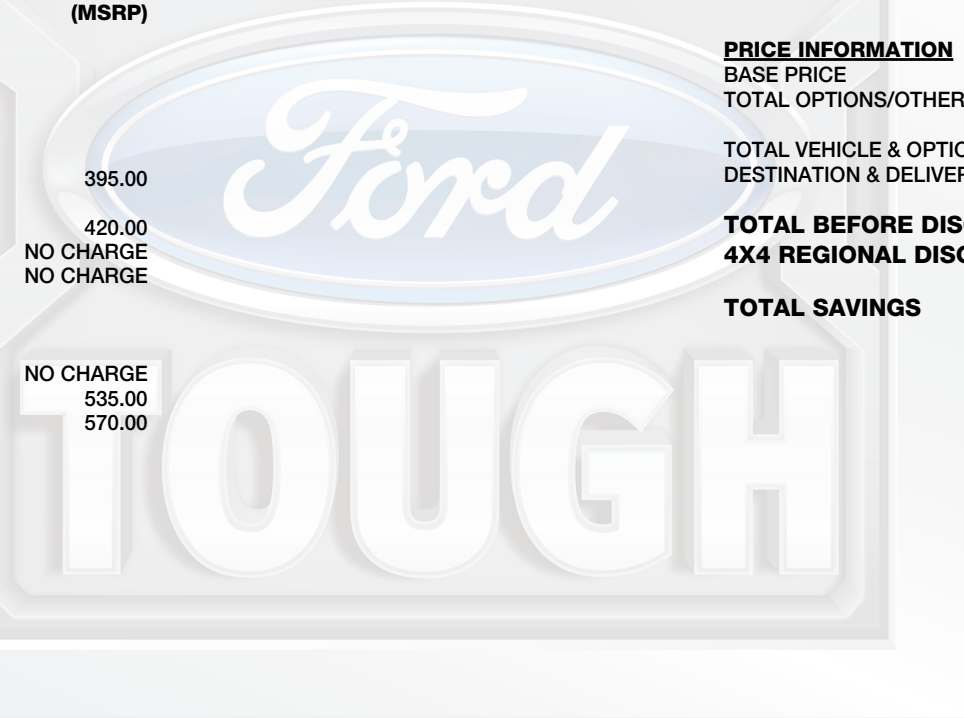 (MSRP)
395.00
420.00
NO CHARGE
NO CHARGE
NO CHARGE
535.00
570.00
Ford
TOUGH
PRICE INFORMATION
BASE PRICE
TOTAL OPTIONS/OTHER
TOTAL VEHICLE & OPTIO
DESTINATION & DELIVER
TOTAL BEFORE DISC
4X4 REGIONAL DISC
TOTAL SAVINGS